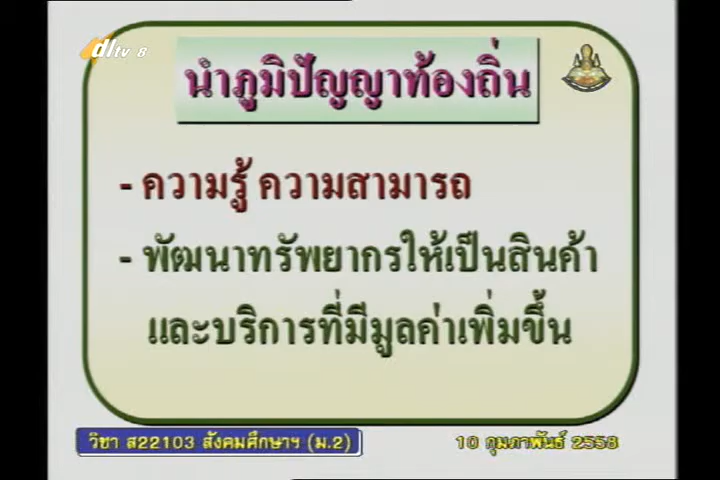 dltv 8
นำภูมิปัญญาท้องถิ่น
- ความรู้ ความสามารถ
- พัฒนาทรัพยากรให้เป็นสินค้า
และบริการที่มีมูลค่าเพิ่มขึ้น
วิชา ส22103 สังคมศึกษาฯ (ม.2)
10 กุมภาพันธ์ 2558